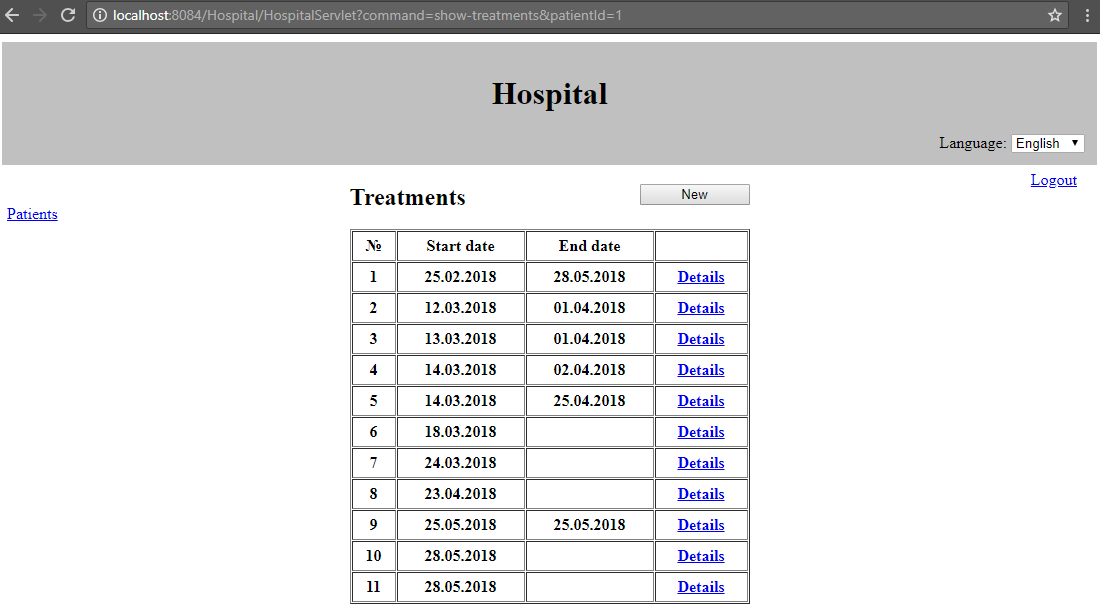 localhost:8084/Hospital/HospitalServlet?command=show-treatments&patientId=1
Hospital
Language: English
Logout
Patients
Treatments New
№ Start date End date
1 25.02.2018 28.05.2018 Details
2 12.03.2018 01.04.2018 Details
3 13.03.2018 01.04.2018 Details
4 14.03.2018 02.04.2018 Details
5 14.03.2018 25.04.2018 Details
6 18.03.2018 Details
7 24.03.2018 Details
8 23.04.2018 Details
9 25.05.2018 25.05.2018 Details
10 28.05.2018 Details
11 28.05.2018 Details